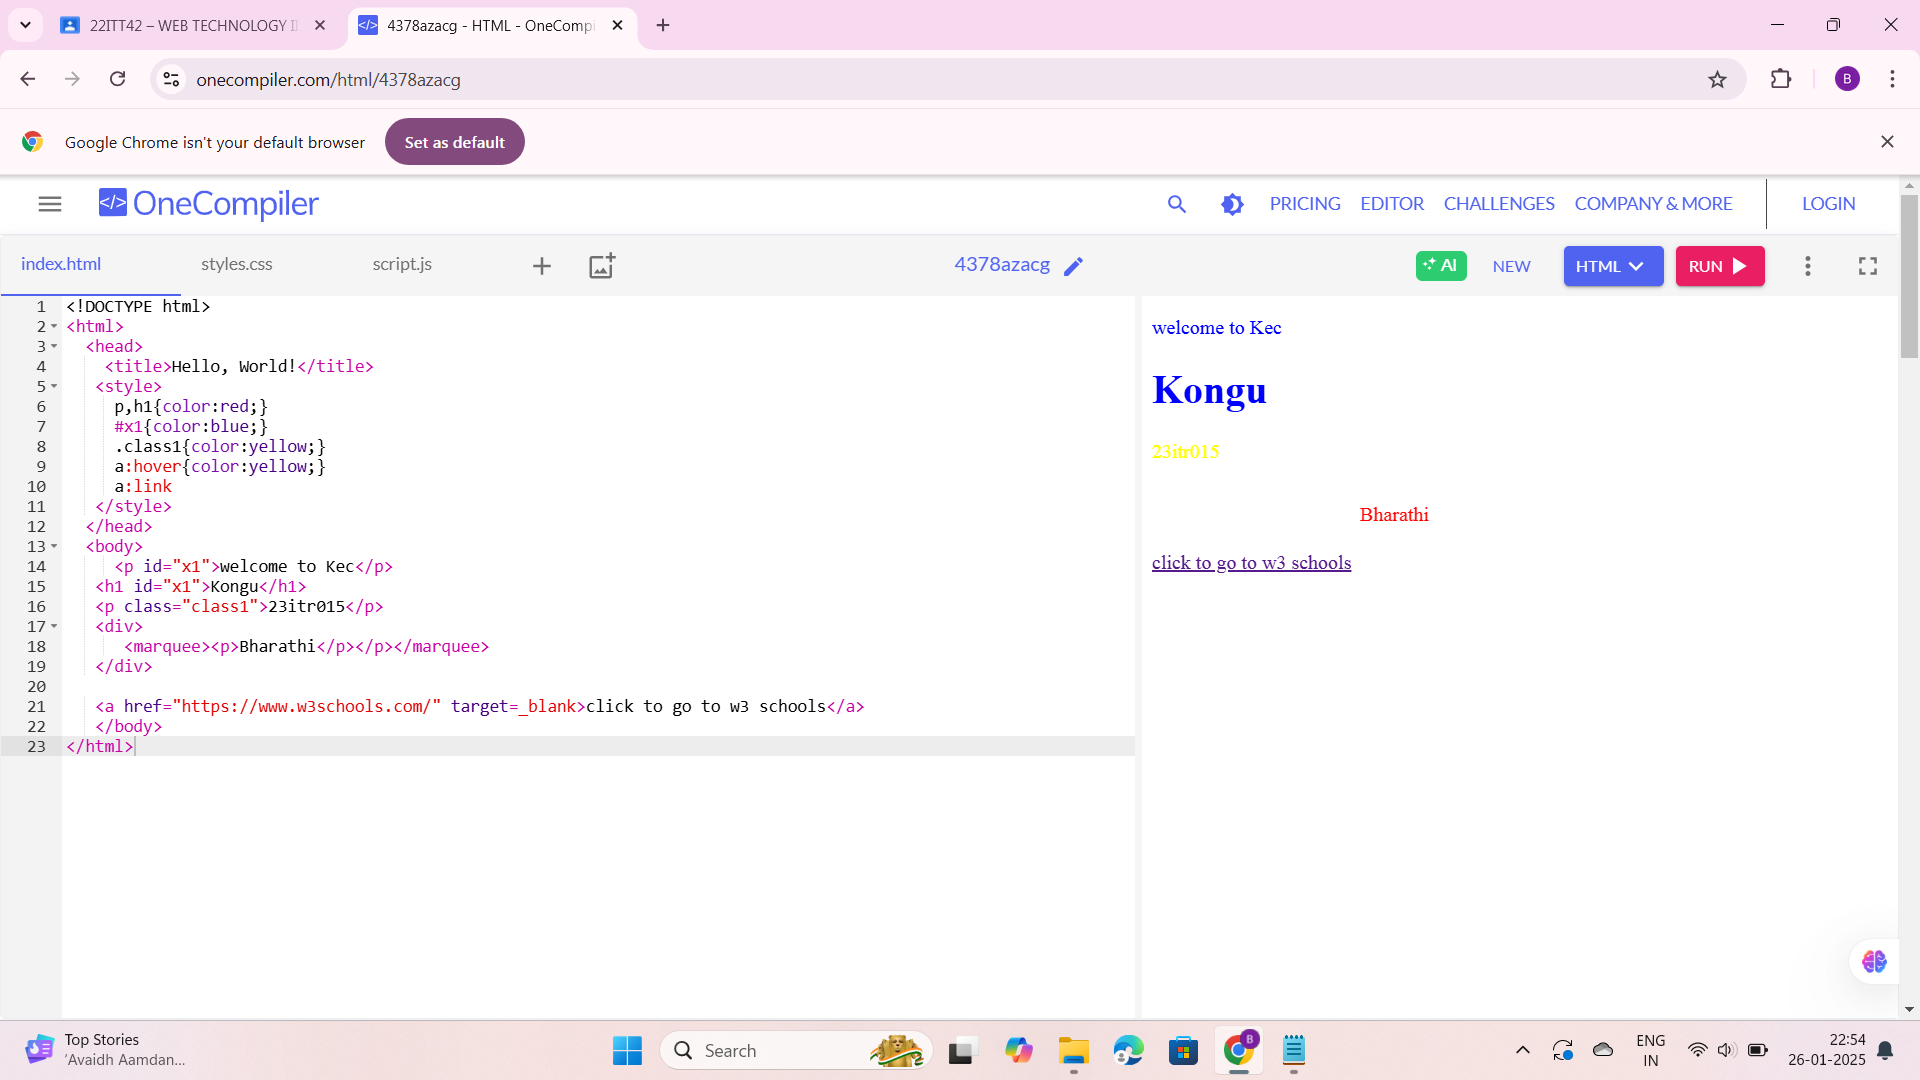 22ITT42 – WEB TECHNOLOGY I
4378azacg - HTML - OneCompi
onecompiler.com/html/4378azacg
B
Google Chrome isn't your default browser
Set as default
</> OneCompiler
PRICING
EDITOR
CHALLENGES
COMPANY & MORE
LOGIN
index.html
styles.css
script.js
4378azacg
AI
NEW
HTML
RUN
1 <!DOCTYPE html>
2 <html>
3 <head>
4 <title>Hello, World!</title>
5 <style>
6 p,h1{color:red;}
7 #x1{color:blue;}
8 .class1{color:yellow;}
9 a:hover{color:yellow;}
10 a:link
11 </style>
12 </head>
13 <body>
14 <p id="x1">welcome to Kec</p>
15 <h1 id="x1">Kongu</h1>
16 <p class="class1">23itr015</p>
17 <div>
18 <marquee><p>Bharathi</p></p></marquee>
19 </div>
20
21 <a href="https://www.w3schools.com/" target=_blank>click to go to w3 schools</a>
22 </body>
23 </html>
welcome to Kec
Kongu
23itr015
Bharathi
click to go to w3 schools
Top Stories
'Avaidh Aamdan...
Search
B
ENG
IN
22:54
26-01-2025